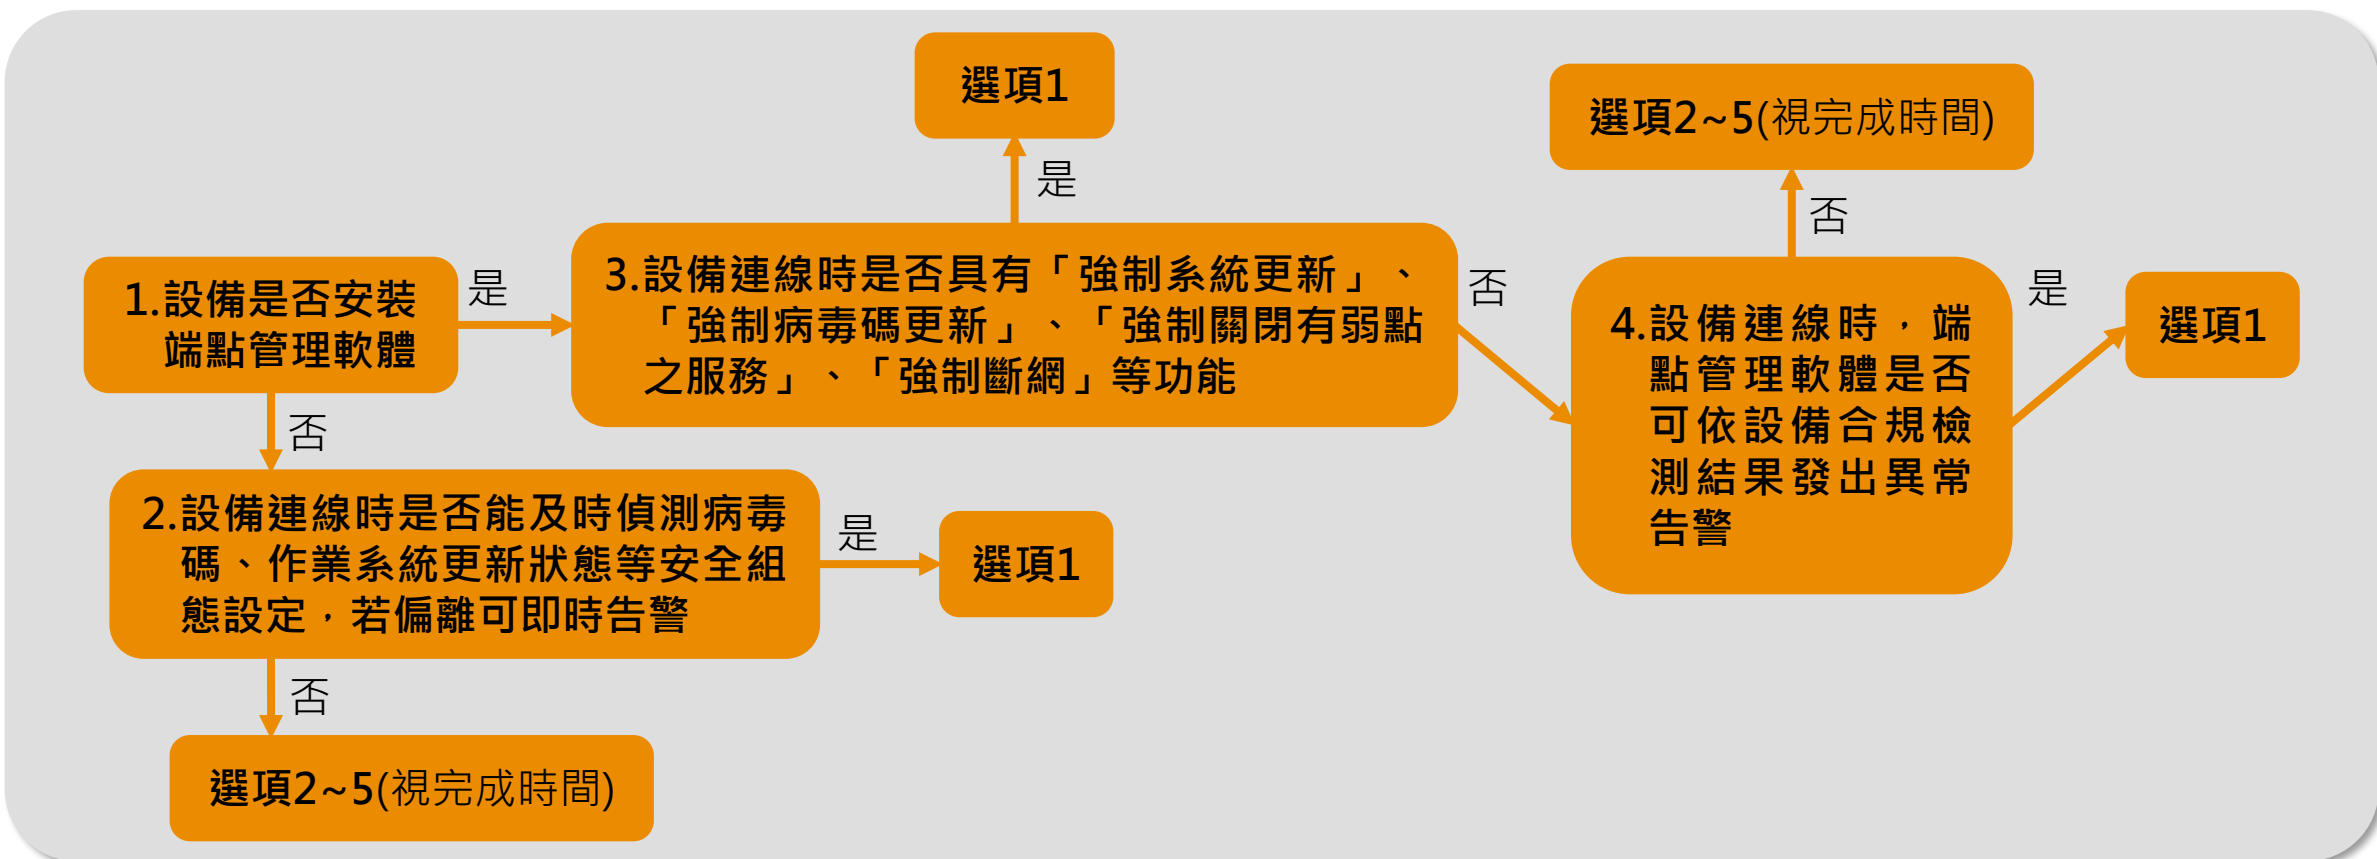 選項1
選項2~5(視完成時間)
是
否
1.設備是否安裝
端點管理軟體
是
3.設備連線時是否具有「強制系統更新」、
「強制病毒碼更新」、「強制關閉有弱點
之服務」、「強制斷網」等功能
否
4.設備連線時，端
點管理軟體是否
可依設備合規檢
測結果發出異常
告警
是
選項1
否
2.設備連線時是否能及時偵測病毒
碼、作業系統更新狀態等安全組
態設定，若偏離可即時告警
是
選項1
否
選項2~5(視完成時間)